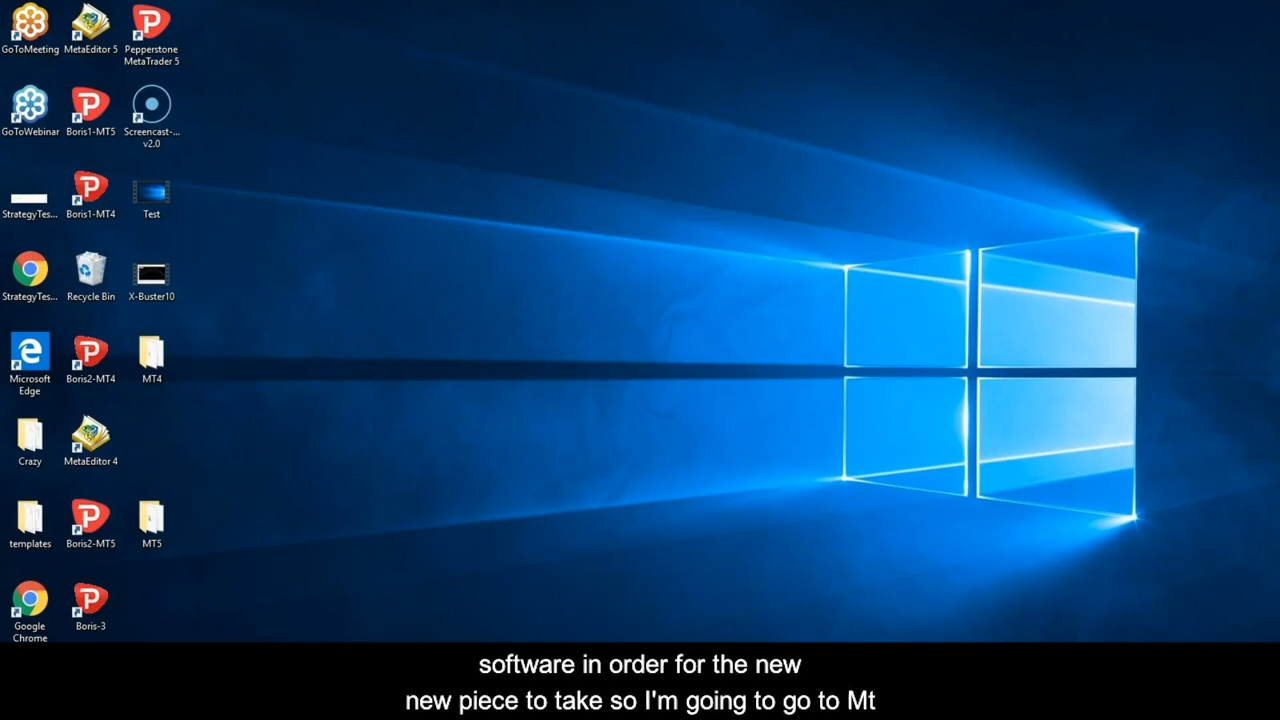 GoToMeeting
MetaEditor 5
Pepperstone
MetaTrader 5
GoToWebinar
Boris1-MT5
Screencast-...
v2.0
StrategyTes...
Boris1-MT4
Test
StrategyTes...
Recycle Bin
X-Buster10
Microsoft
Edge
Boris2-MT4
MT4
Crazy
MetaEditor 4
templates
Boris2-MT5
MT5
Google
Chrome
Boris-3
software in order for the new
new piece to take so I'm going to go to Mt